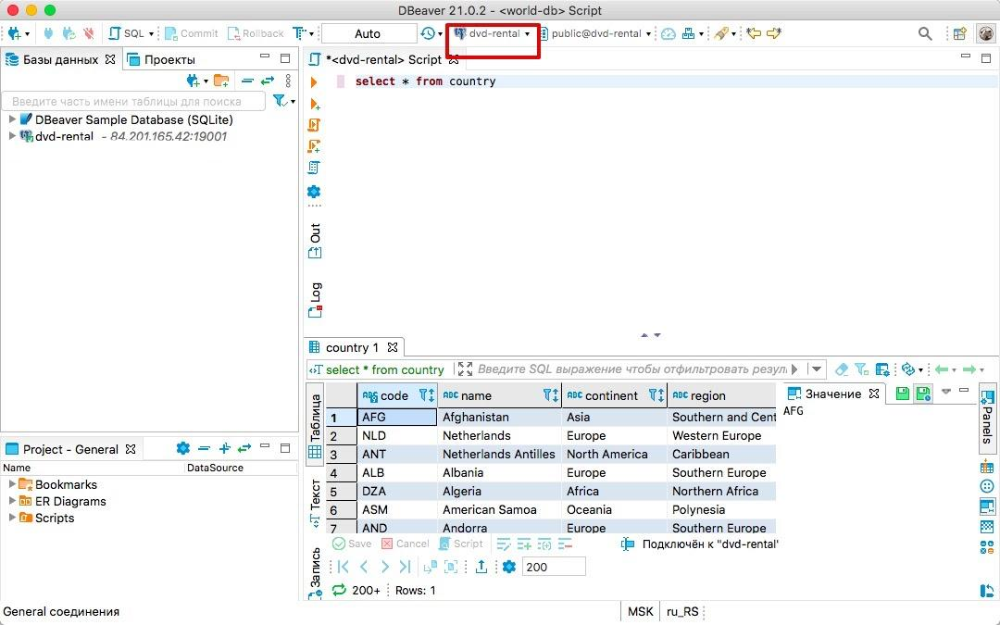 DBeaver 21.0.2 - <world-db> Script
SQL Commit Rollback T Auto dvd-rental public@dvd-rental
Базы данных Проекты
Введите часть имени таблицы для поиска
DBeaver Sample Database (SQLite)
dvd-rental - 84.201.165.42:19001
Project - General
Name DataSource
Bookmarks
ER Diagrams
Scripts
*<dvd-rental> Script
select * from country
Out
Log
country 1
select * from country Введите SQL выражение чтобы отфильтровать резул
Таблица
Текст
Запись
code name continent region
1 AFG Afghanistan Asia Southern and Cent
2 NLD Netherlands Europe Western Europe
3 ANT Netherlands Antilles North America Caribbean
4 ALB Albania Europe Southern Europe
5 DZA Algeria Africa Northern Africa
6 ASM American Samoa Oceania Polynesia
7 AND Andorra Europe Southern Europe
Значение
AFG
Panels
Save Cancel Script Подключён к "dvd-rental"
200
200+ Rows: 1
General соединения MSK ru_RS